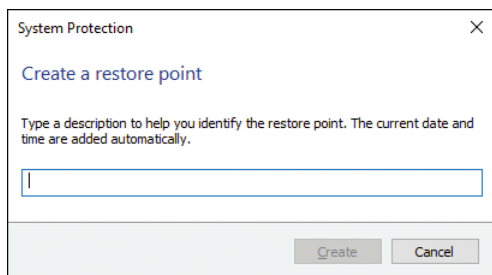 System Protection
Create a restore point
Type a description to help you identify the restore point. The current date and
time are added automatically.
Create
Cancel